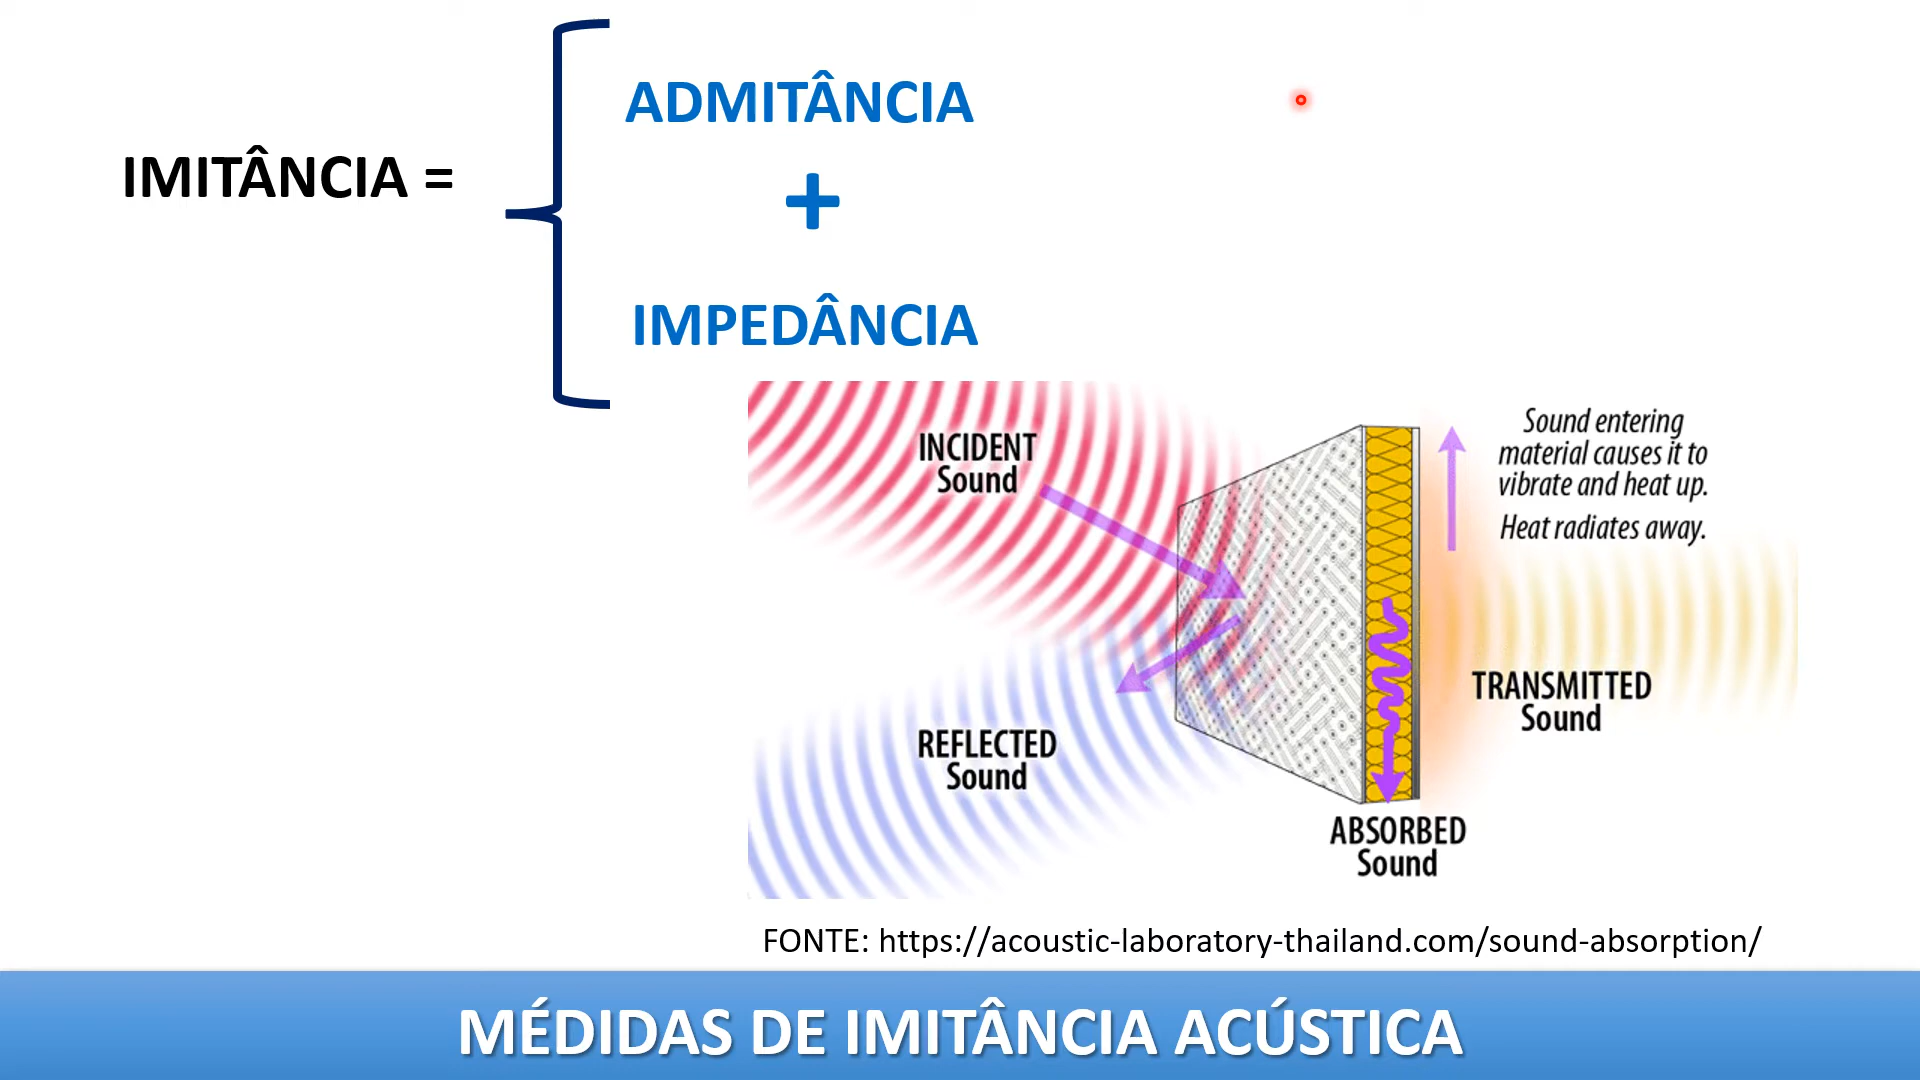 IMITÂNCIA =
ADMITÂNCIA
+
IMPEDÂNCIA
INCIDENT
Sound
Sound entering
material causes it to
vibrate and heat up.
Heat radiates away.
REFLECTED
Sound
TRANSMITTED
Sound
ABSORBED
Sound
FONTE: https://acoustic-laboratory-thailand.com/sound-absorption/
MÉDIDAS DE IMITÂNCIA ACÚSTICA